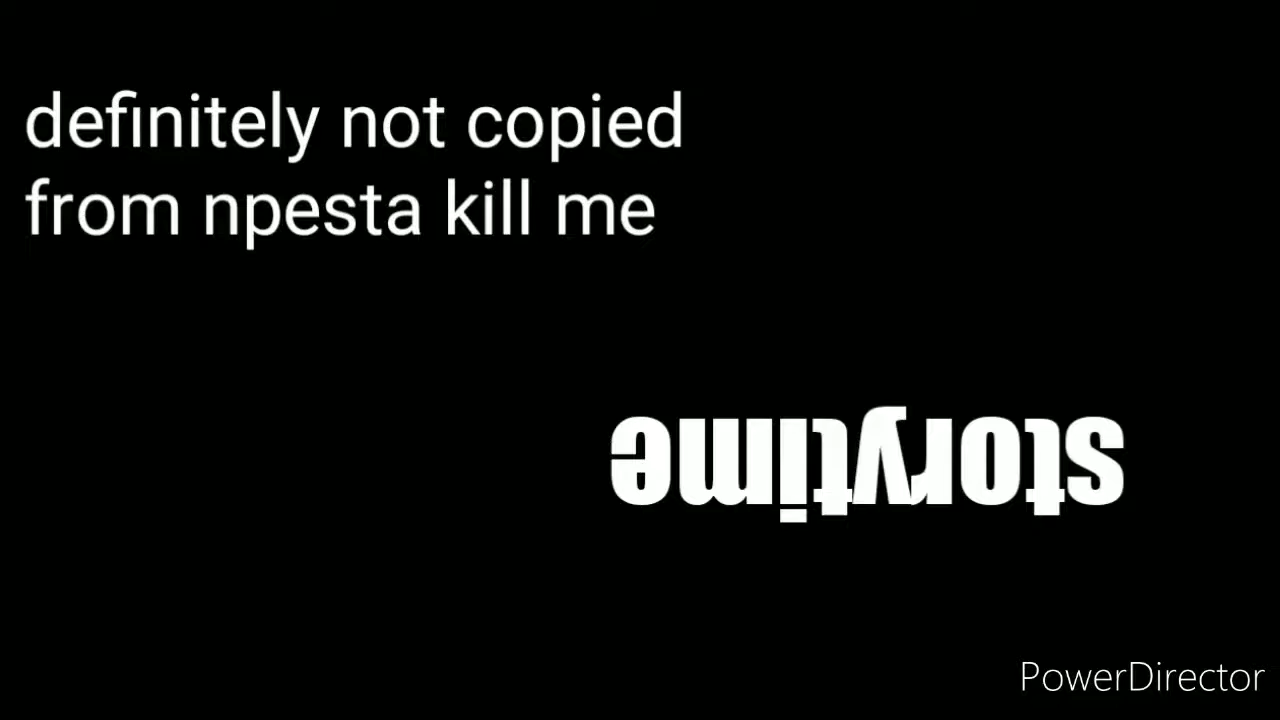 definitely not copied
from npesta kill me
storytime
PowerDirector